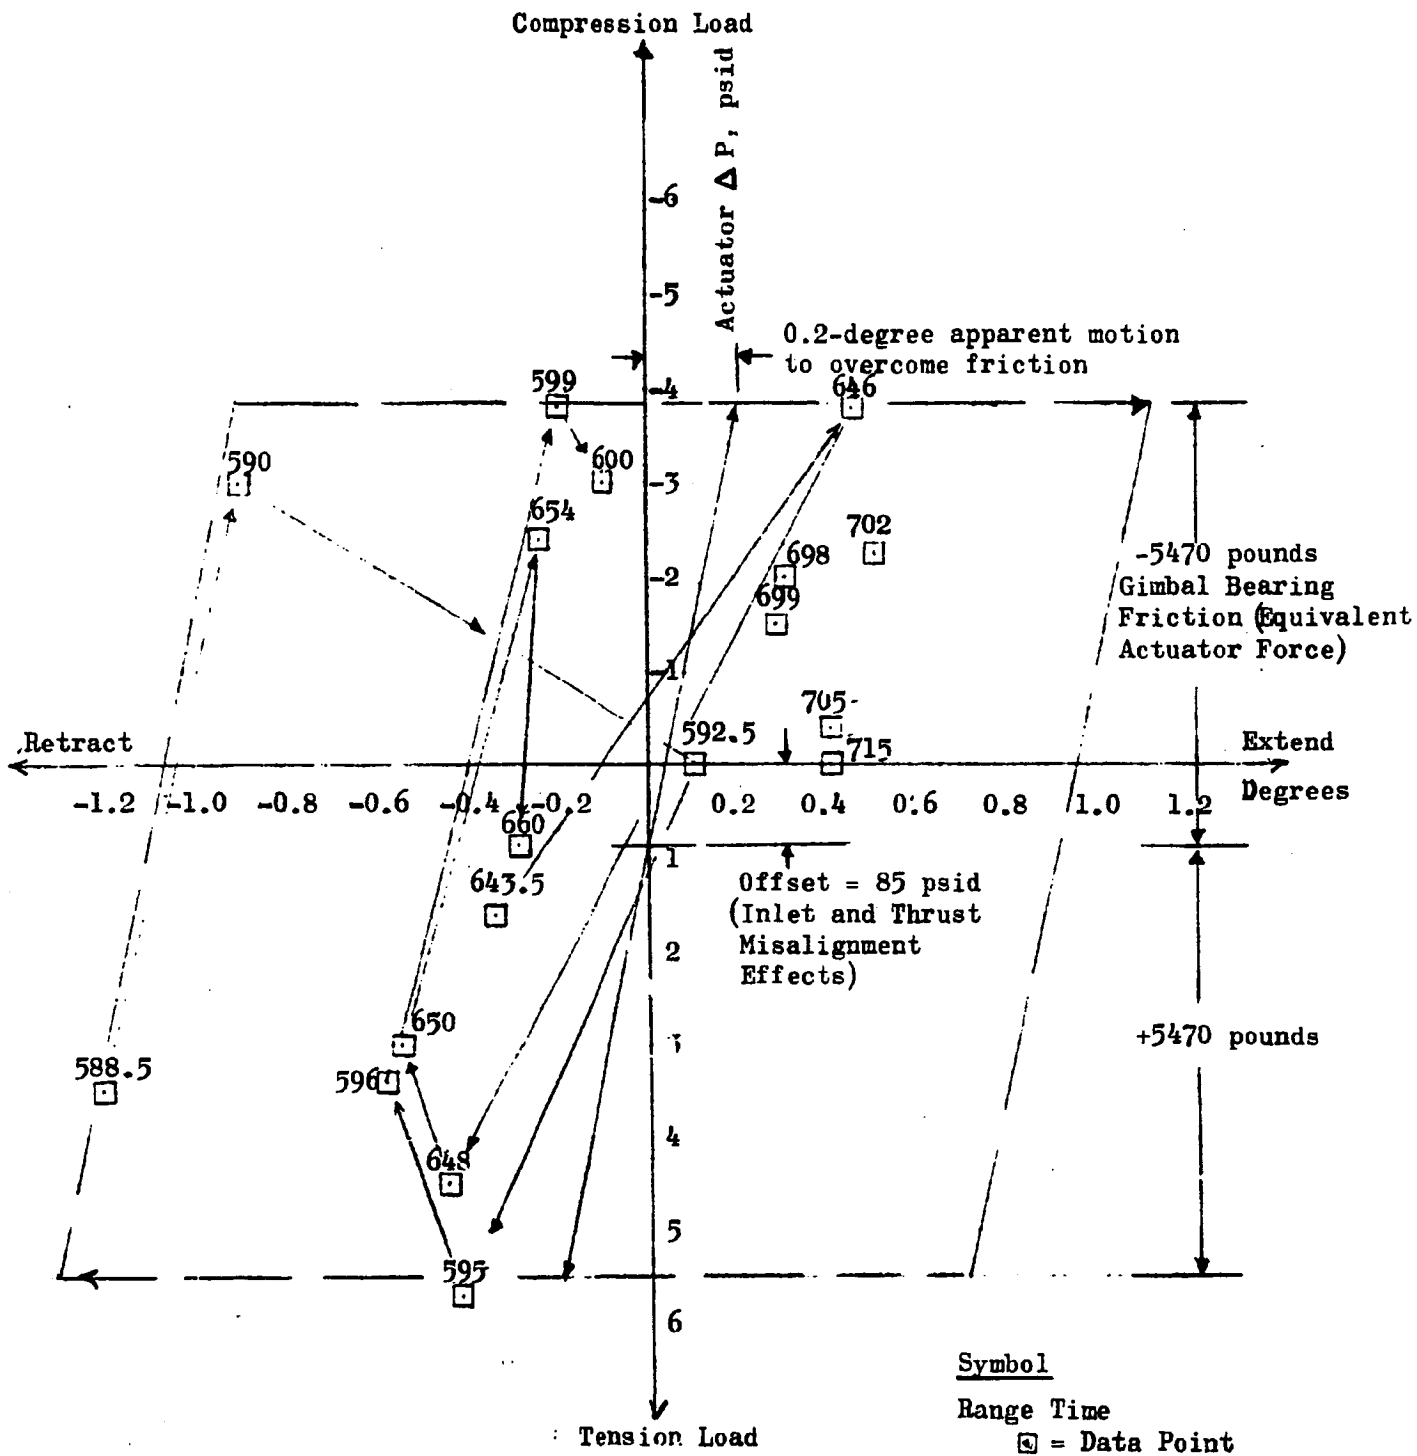 Compression Load
Actuator Δ P, psid
-6
-5
0.2-degree apparent motion
to overcome friction
-4
599
646
590
600
-3
654
702
698
-2
699
-5470 pounds
Gimbal Bearing
Friction (Equivalent
Actuator Force)
-1
705
592.5
715
Retract
Extend
Degrees
-1.2 -1.0 -0.8 -0.6 -0.4 -0.2 0.2 0.4 0.6 0.8 1.0 1.2
660
1
643.5
Offset = 85 psid
(Inlet and Thrust
Misalignment
Effects)
2
650
3
+5470 pounds
588.5
596
4
648
5
595
6
Symbol
Range Time
= Data Point
Tension Load